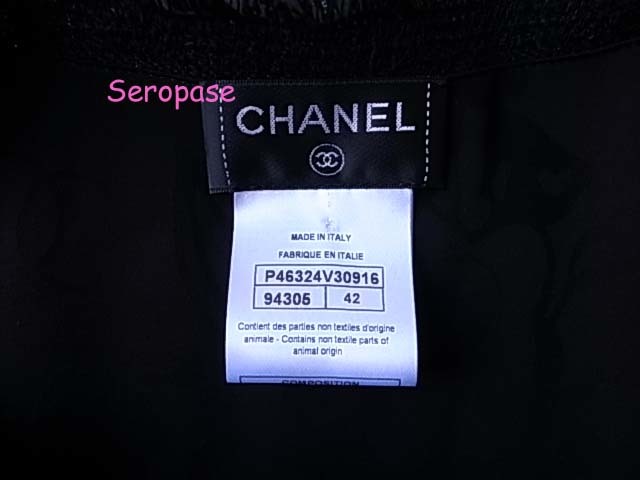 Seropase
CHANEL
MADE IN ITALY
FABRIQUE EN ITALIE
P46324V30916
94305 42
Contient des parties non textiles d'origine
animale - Contains non textile parts of
animal origin
COMPOSITION